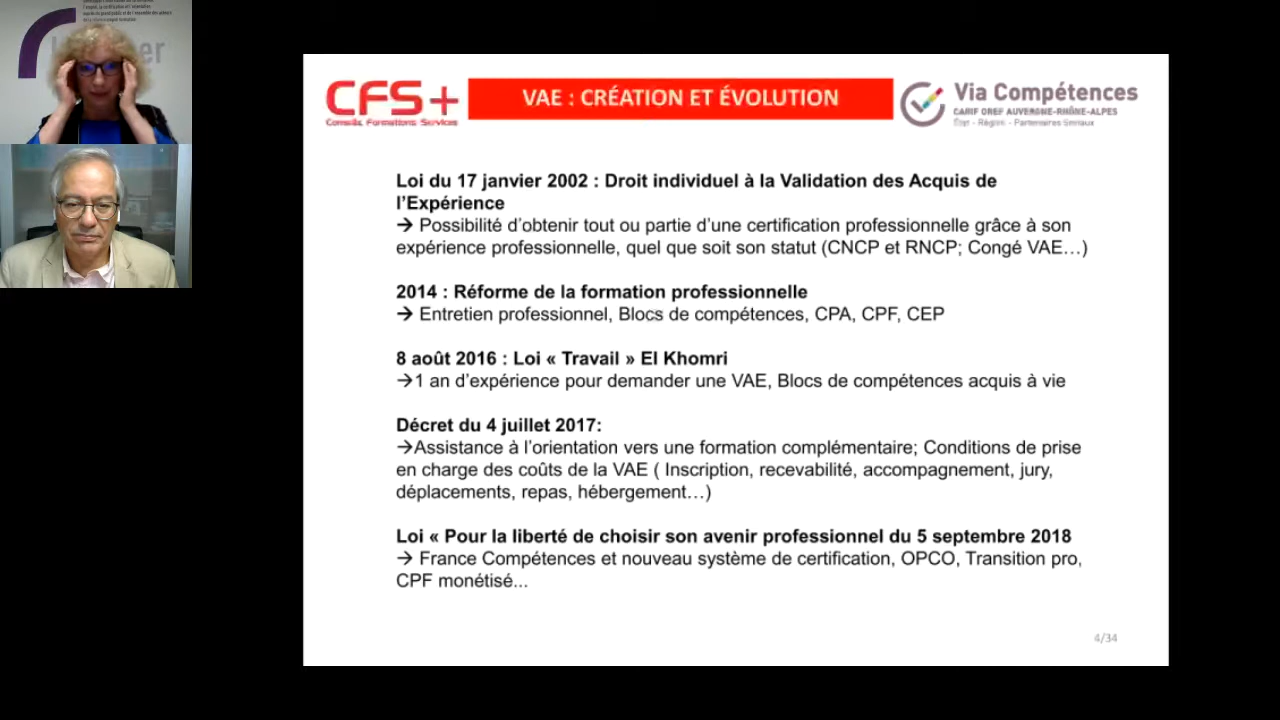 CFS+
Conseils Formations Services
VAE : CRÉATION ET ÉVOLUTION
Via Compétences
CARIF OREF AUVERGNE-RHÔNE-ALPES
État - Région - Partenaires Sociaux
Loi du 17 janvier 2002 : Droit individuel à la Validation des Acquis de
l’Expérience
→ Possibilité d’obtenir tout ou partie d’une certification professionnelle grâce à son
expérience professionnelle, quel que soit son statut (CNCP et RNCP; Congé VAE…)
2014 : Réforme de la formation professionnelle
→ Entretien professionnel, Blocs de compétences, CPA, CPF, CEP
8 août 2016 : Loi « Travail » El Khomri
→1 an d’expérience pour demander une VAE, Blocs de compétences acquis à vie
Décret du 4 juillet 2017:
→Assistance à l’orientation vers une formation complémentaire; Conditions de prise
en charge des coûts de la VAE ( Inscription, recevabilité, accompagnement, jury,
déplacements, repas, hébergement…)
Loi « Pour la liberté de choisir son avenir professionnel du 5 septembre 2018
→ France Compétences et nouveau système de certification, OPCO, Transition pro,
CPF monétisé...
4/34